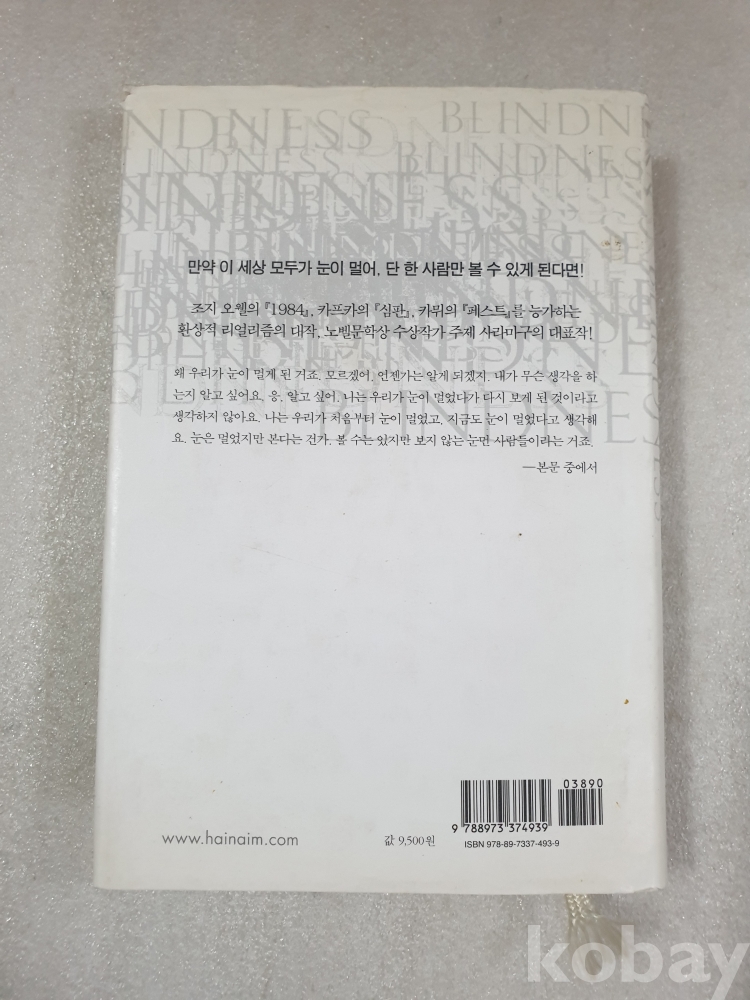 BLINDN
NDNESS
LINDNESS
BLINDNES
만약 이 세상 모두가 눈이 멀어, 단 한 사람만 볼 수 있게 된다면!
조지 오웰의 『1984』, 카프카의 『심판』, 카뮈의 『페스트』를 능가하는
환상적 리얼리즘의 대작, 노벨문학상 수상작가 주제 사라마구의 대표작!
왜 우리가 눈이 멀게 된 거죠. 모르겠어. 언젠가는 알게 되겠지. 내가 무슨 생각을 하
는지 알고 싶어요. 응. 알고 싶어. 나는 우리가 눈이 멀었다가 다시 보게 된 것이라고
생각하지 않아요. 나는 우리가 처음부터 눈이 멀었고, 지금도 눈이 멀었다고 생각해
요. 눈은 멀었지만 본다는 건가. 볼 수는 있지만 보지 않는 눈먼 사람들이라는 거죠.
—본문 중에서
03890
9 788973 374939
www.hainaim.com
값 9,500원
ISBN 978-89-7337-493-9
kobay